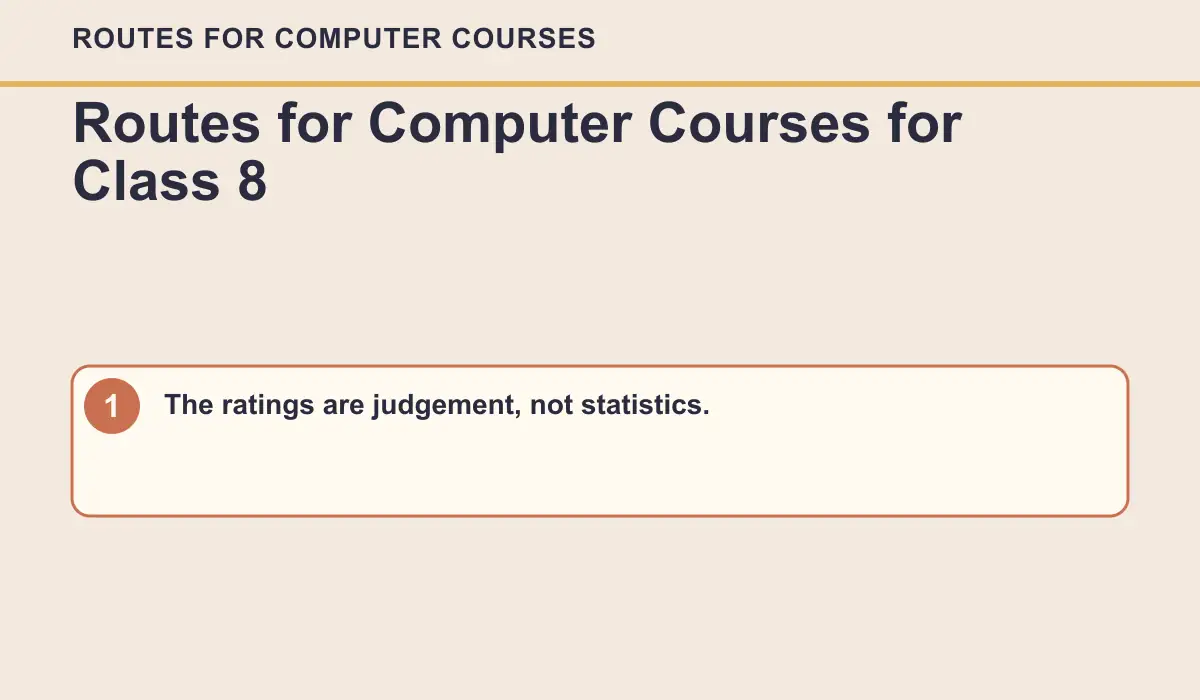 ROUTES FOR COMPUTER COURSES
Routes for Computer Courses for
Class 8
1 The ratings are judgement, not statistics.